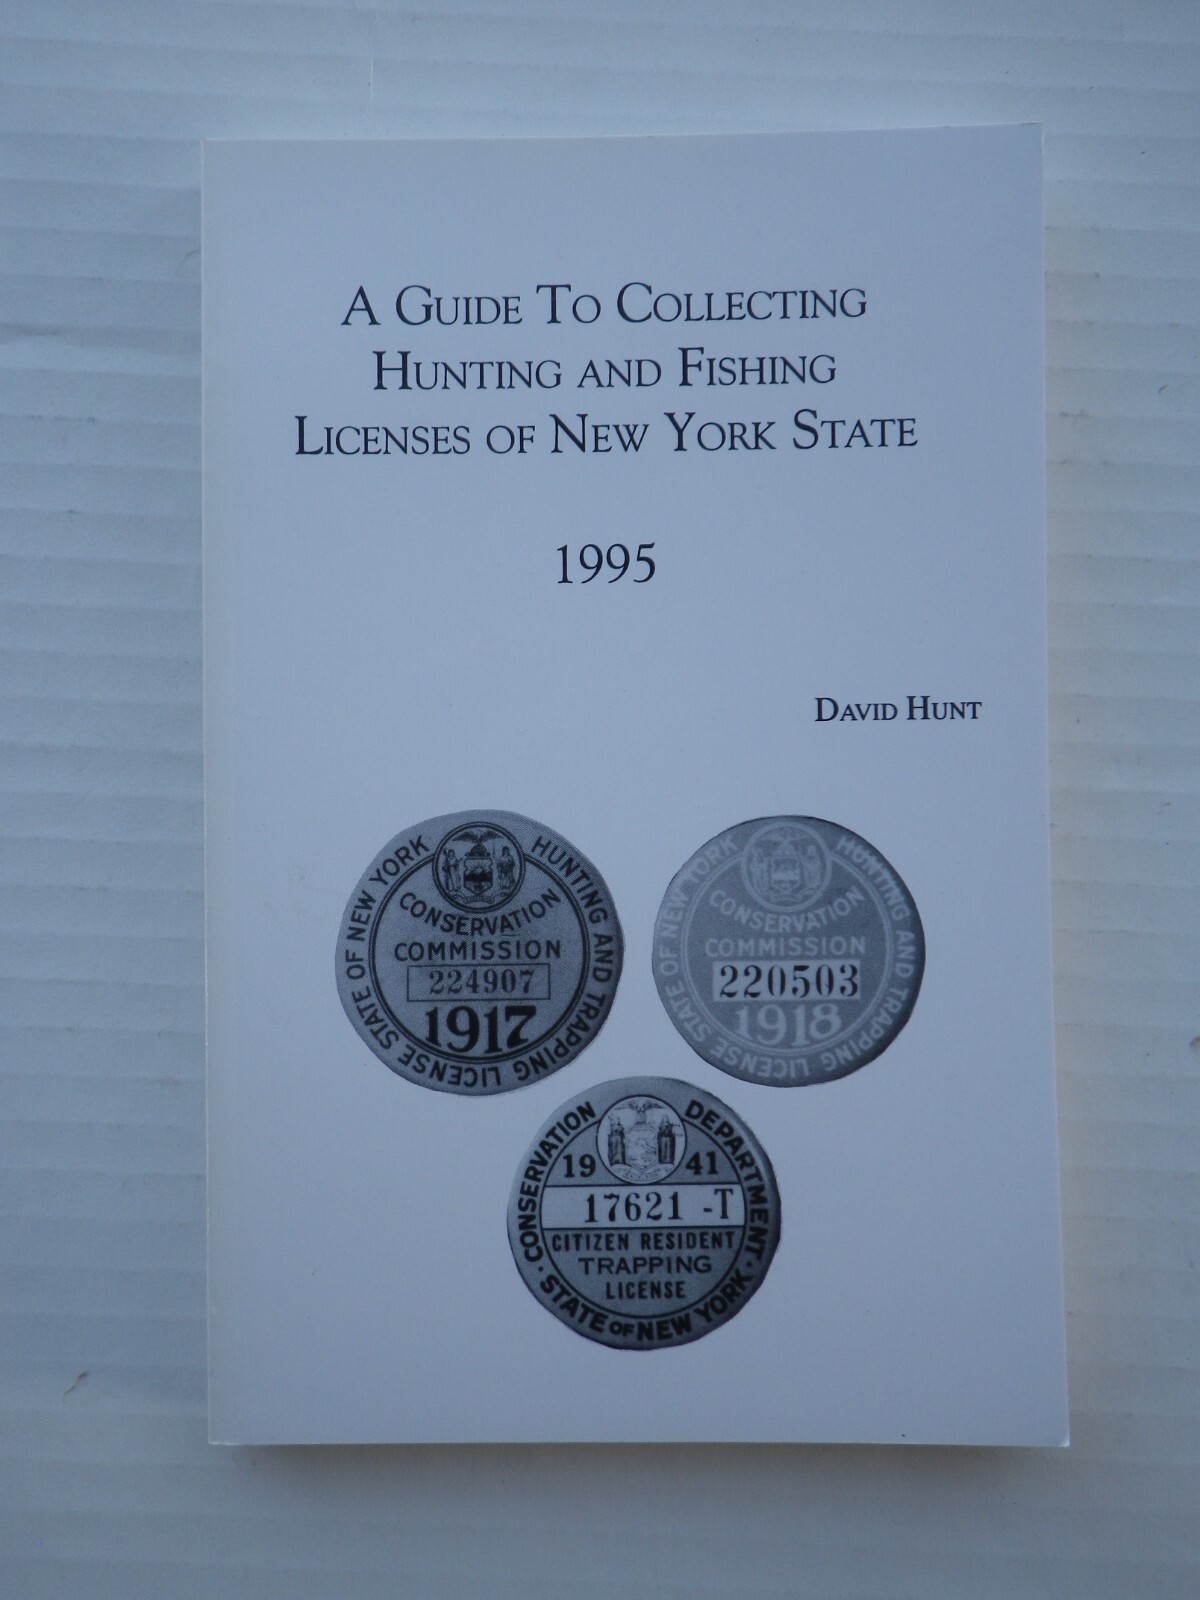 A GUIDE TO COLLECTING
HUNTING AND FISHING
LICENSES OF NEW YORK STATE
1995
DAVID HUNT
STATE OF NEW YORK HUNTING AND TRAPPING LICENSE
CONSERVATION
COMMISSION
224907
1917
STATE OF NEW YORK HUNTING AND TRAPPING LICENSE
CONSERVATION
COMMISSION
220503
1918
CONSERVATION DEPARTMENT
19 41
17621 -T
CITIZEN RESIDENT
TRAPPING
LICENSE
· STATE OF NEW YORK ·